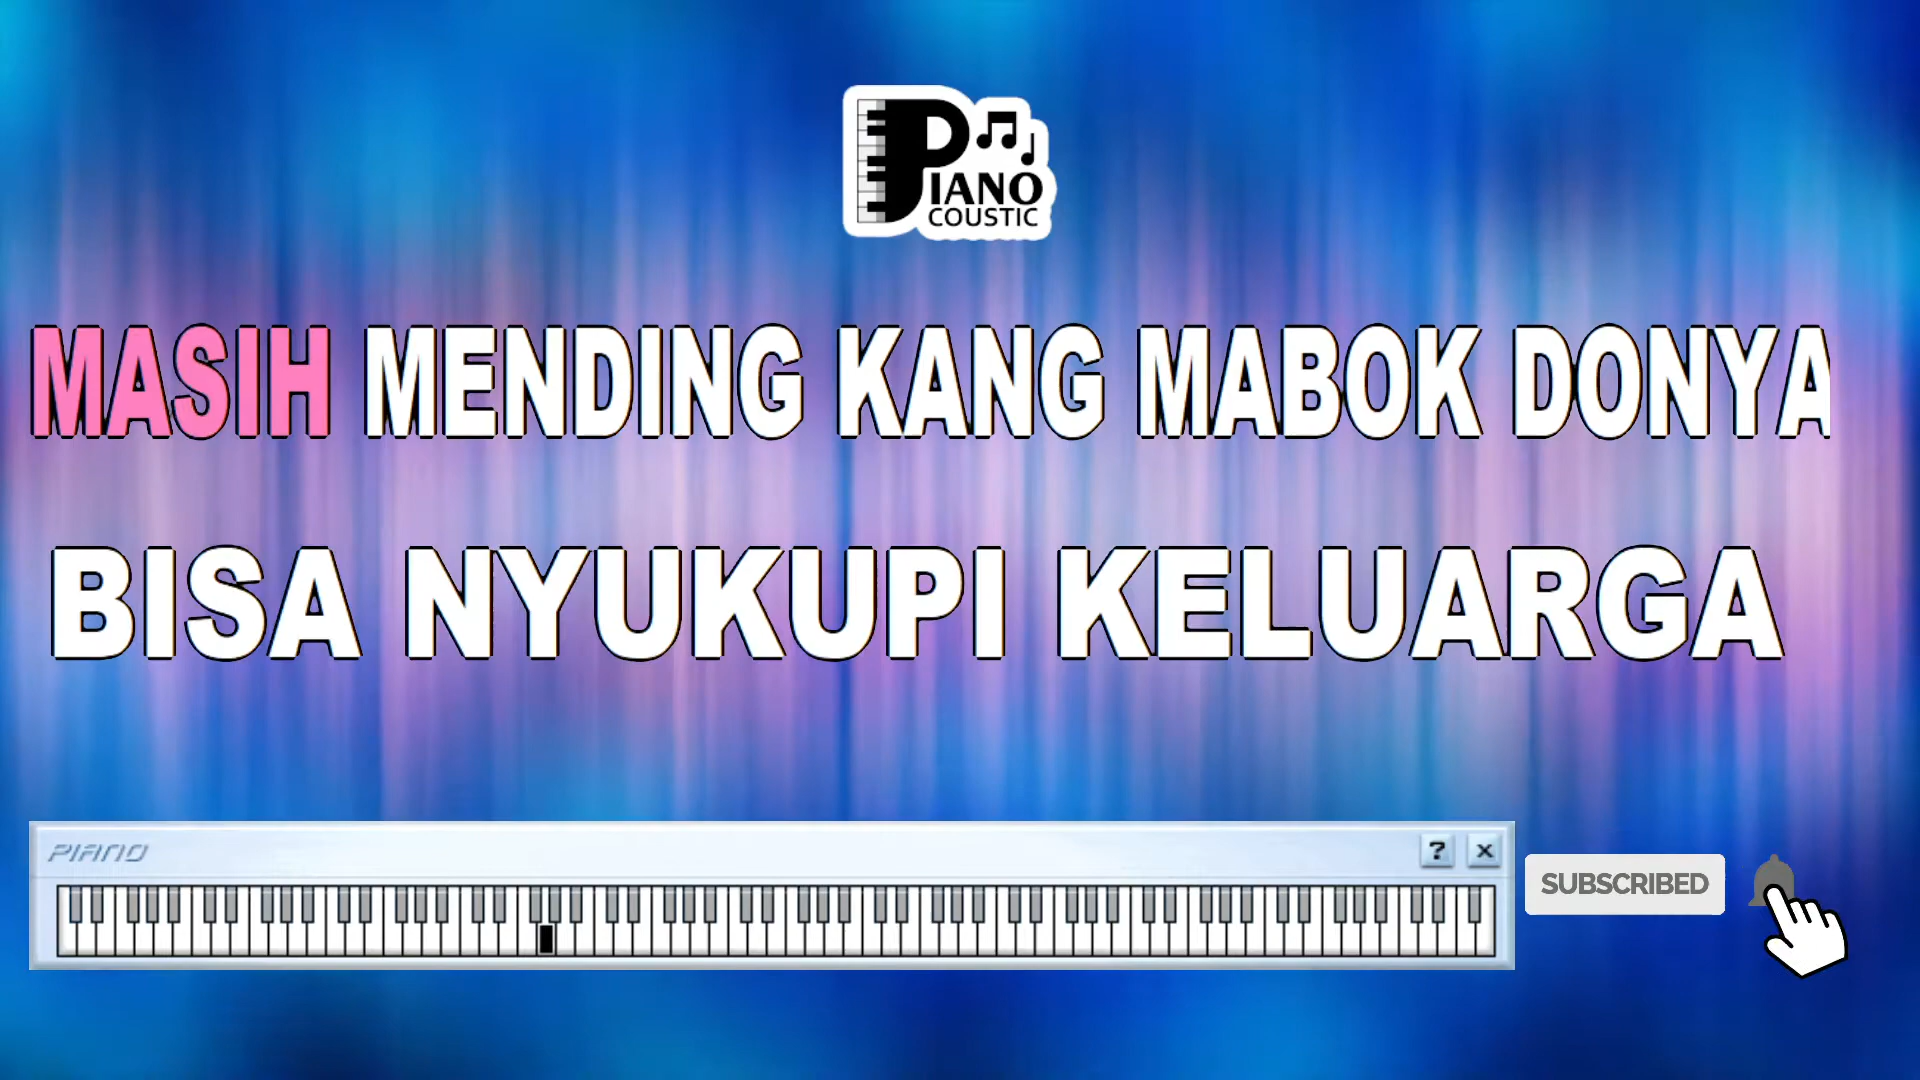 PIANO
COUSTIC
MASIH MENDING KANG MABOK DONYA
BISA NYUKUPI KELUARGA
PIANO
? X
SUBSCRIBED